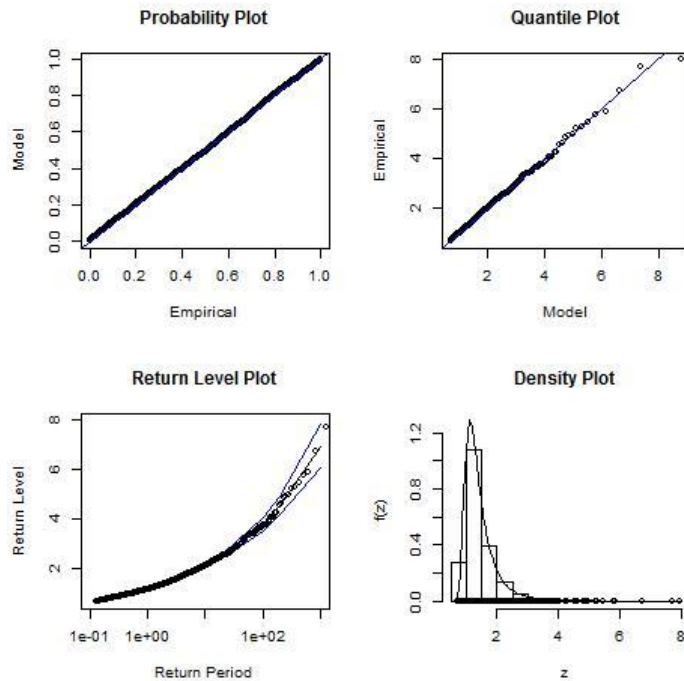 Probability Plot
Model
0.0 0.2 0.4 0.6 0.8 1.0
0.0 0.2 0.4 0.6 0.8 1.0
Empirical
Quantile Plot
Empirical
2 4 6 8
2 4 6 8
Model
Return Level Plot
Return Level
2 4 6 8
1e-01 1e+00 1e+02
Return Period
Density Plot
f(z)
0.0 0.4 0.8 1.2
2 4 6 8
z